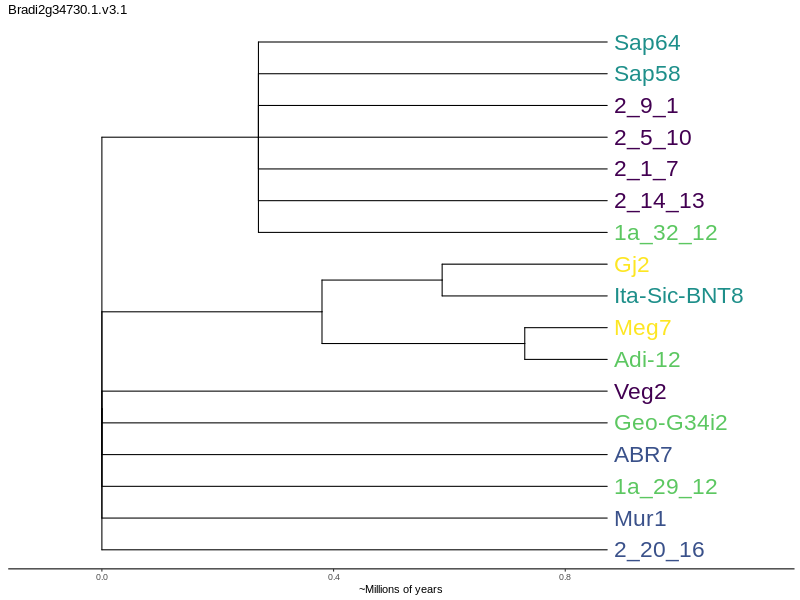 Bradi2g34730.1.v3.1
Sap64
Sap58
2_9_1
2_5_10
2_1_7
2_14_13
1a_32_12
Gj2
Ita-Sic-BNT8
Meg7
Adi-12
Veg2
Geo-G34i2
ABR7
1a_29_12
Mur1
2_20_16
0.0 0.4 0.8
~Millions of years